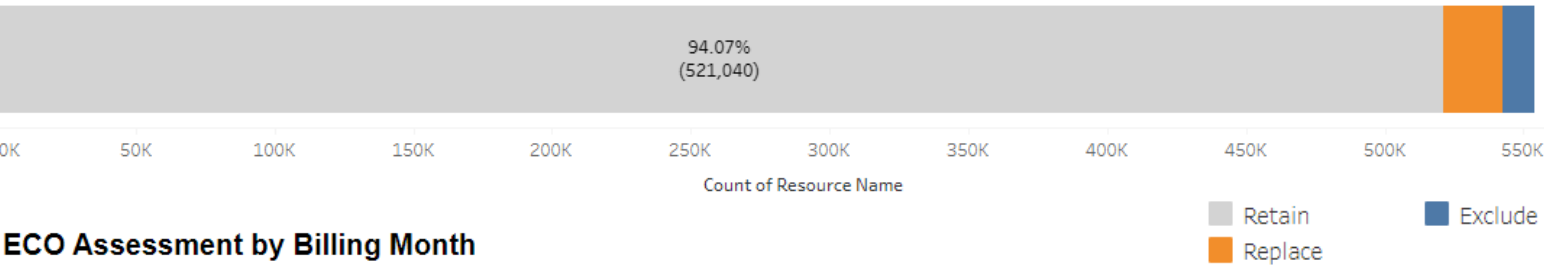 94.07%
(521,040)
0K 50K 100K 150K 200K 250K 300K 350K 400K 450K 500K 550K
Count of Resource Name
Retain Exclude
Replace
ECO Assessment by Billing Month